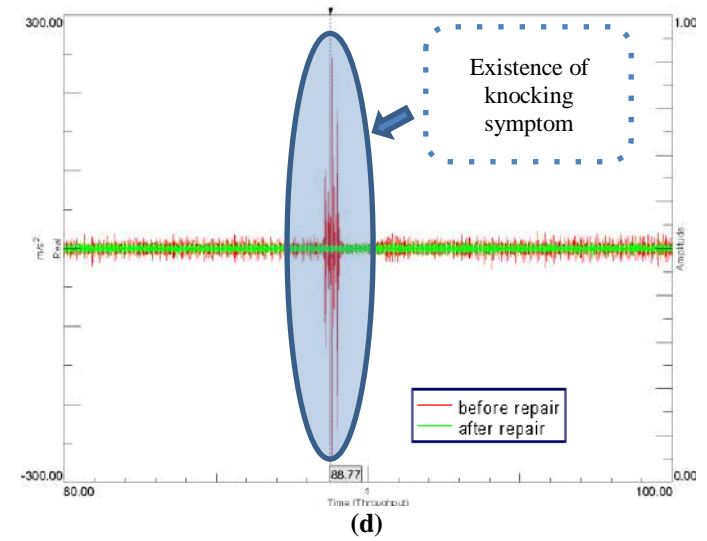 300.00
1.00
Existence of
knocking
symptom
m/s²
Real
Amplitude
before repair
after repair
-300.00
88.77
0.00
80.00
s
100.00
Time (Throughput)
(d)